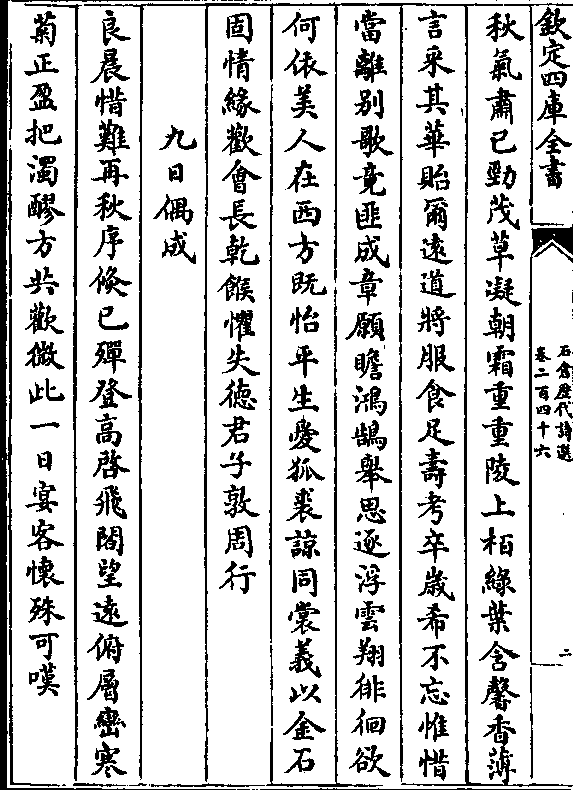 欽定四庫全書
石倉歷代詩選
卷二百四十六
二
秋氣肅已勁茂草凝朝霜重重陵上栢綠葉含馨香薄
言采其華貽爾遠道將服食足壽考卒歲希不忘惟惜
當離别歌竟匪成章願瞻鴻鵠舉思逐浮雲翔徘徊欲
何依美人在西方既怡平生愛狐裘諒同裳義以金石
固情緣歡會長乾餱懼失德君子敦周行
九日偶成
良晨惜難再秋序倐已殫登高啓飛閣望遠俯層巒寒
菊正盈把濁醪方共歡微此一日宴客懷殊可嘆